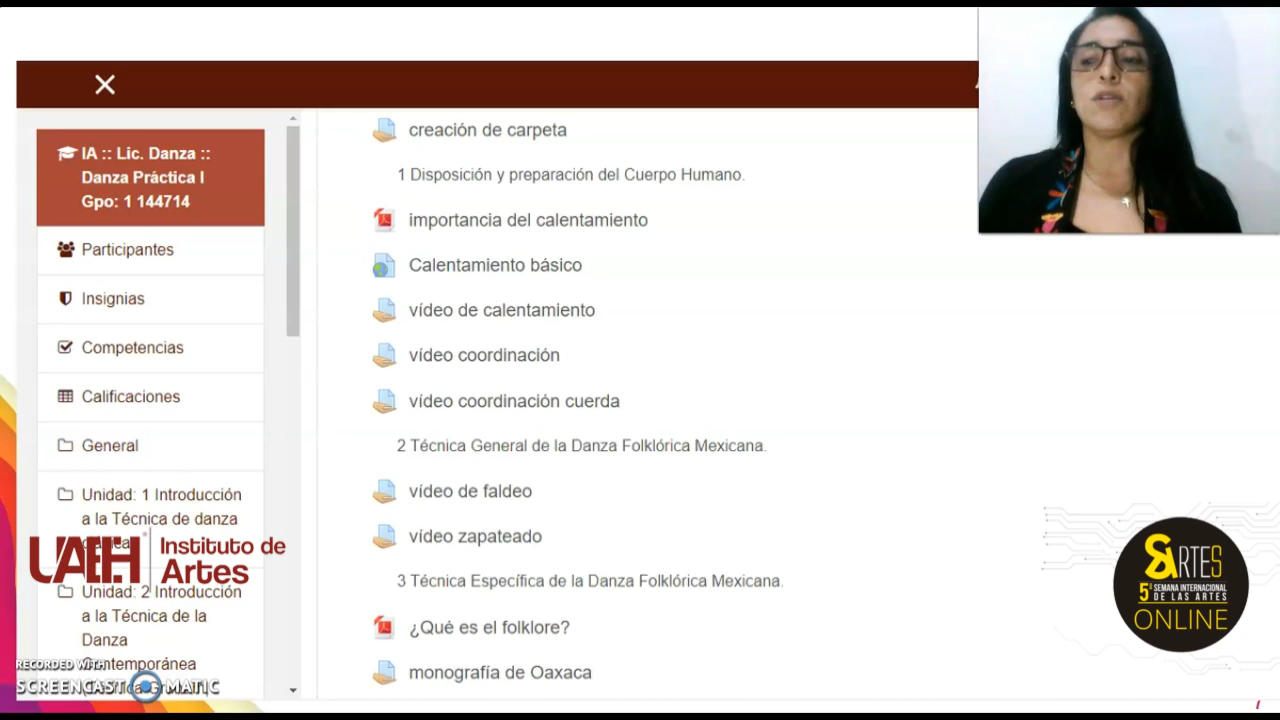 IA :: Lic. Danza ::
Danza Práctica I
Gpo: 1 144714
Participantes
Insignias
Competencias
Calificaciones
General
Unidad: 1 Introducción
a la Técnica de danza
Unidad: 2 Introducción
a la Técnica de la
Danza
Contemporánea
creación de carpeta
1 Disposición y preparación del Cuerpo Humano.
importancia del calentamiento
Calentamiento básico
vídeo de calentamiento
vídeo coordinación
vídeo coordinación cuerda
2 Técnica General de la Danza Folklórica Mexicana.
vídeo de faldeo
vídeo zapateado
3 Técnica Específica de la Danza Folklórica Mexicana.
¿Qué es el folklore?
monografía de Oaxaca
UAEH
Instituto de
Artes
RECORDED WITH
SCREENCAST MATIC
SARTES
5ª SEMANA INTERNACIONAL
DE LAS ARTES
ONLINE